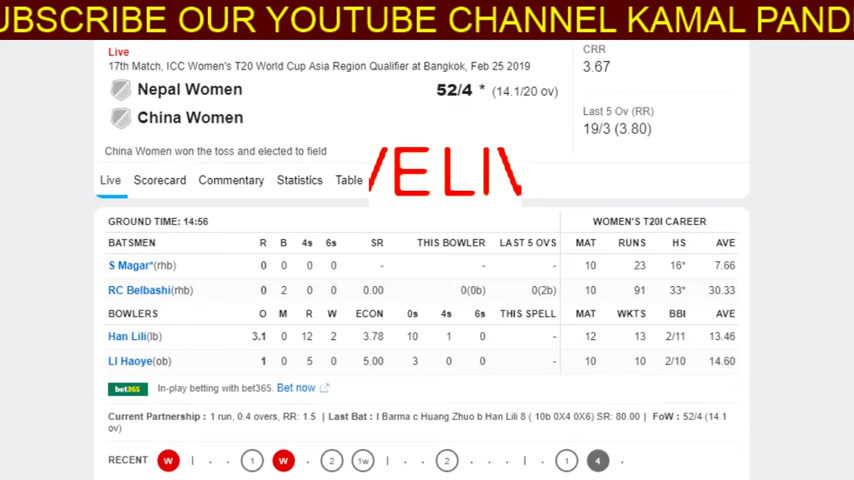 UBSCRIBE OUR YOUTUBE CHANNEL KAMAL PAND
Live
17th Match, ICC Women's T20 World Cup Asia Region Qualifier at Bangkok, Feb 25 2019
Nepal Women 52/4 * (14.1/20 ov)
China Women
China Women won the toss and elected to field
CRR
3.67
Last 5 Ov (RR)
19/3 (3.80)
Live Scorecard Commentary Statistics Table
VELIV
GROUND TIME: 14:56 WOMEN'S T20I CAREER
BATSMEN R B 4s 6s SR THIS BOWLER LAST 5 OVS MAT RUNS HS AVE
S Magar*(rhb) 0 0 0 0 - - - 10 23 16* 7.66
RC Belbashi(rhb) 0 2 0 0 0.00 0(0b) 0(2b) 10 91 33* 30.33
BOWLERS O M R W ECON 0s 4s 6s THIS SPELL MAT WKTS BBI AVE
Han Lili(lb) 3.1 0 12 2 3.78 10 1 0 - 12 13 2/11 13.46
LI Haoye(ob) 1 0 5 0 5.00 3 0 0 - 10 10 2/10 14.60
bet365 In-play betting with bet365. Bet now
Current Partnership : 1 run, 0.4 overs, RR: 1.5 | Last Bat : I Barma c Huang Zhuo b Han Lili 8 ( 10b 0X4 0X6) SR: 80.00 | FoW : 52/4 (14.1
ov)
RECENT W | . . 1 W . 2 1w | . . 2 . . . | . 1 4 .